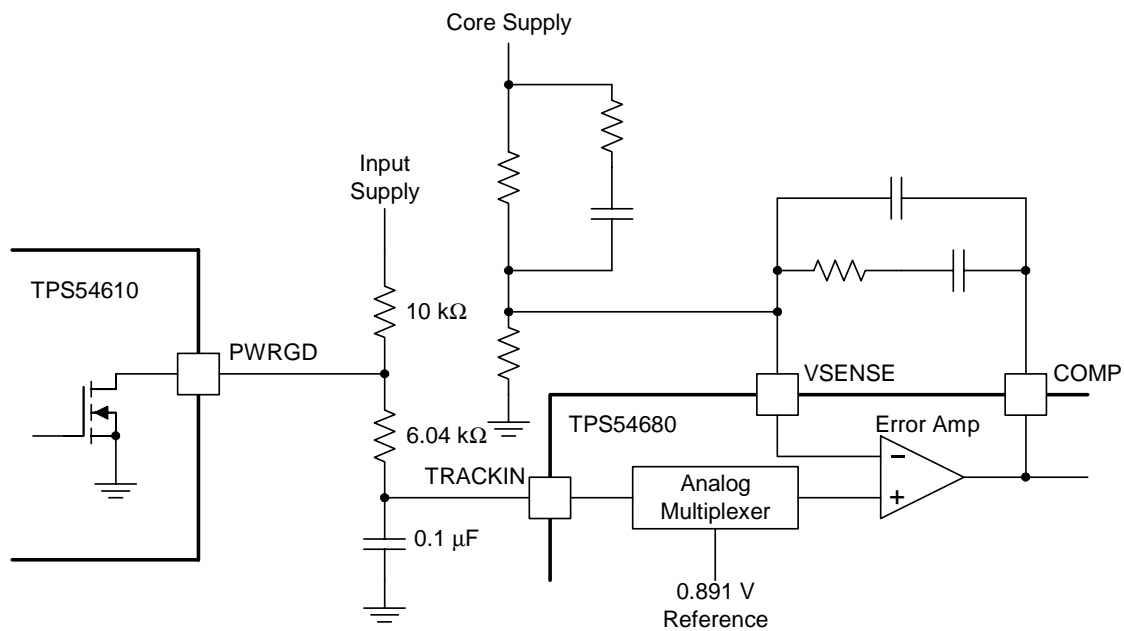 Core Supply
Input
Supply
TPS54610
10 kΩ
PWRGD
VSENSE
COMP
TPS54680
Error Amp
6.04 kΩ
TRACKIN
Analog
Multiplexer
−
+
0.1 μF
0.891 V
Reference